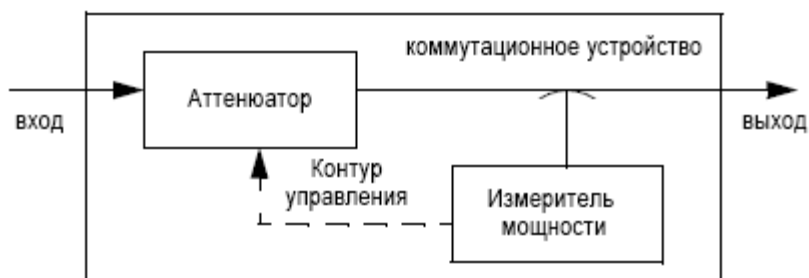 коммутационное устройство
вход
Аттенюатор
выход
Контур
управления
Измеритель
мощности